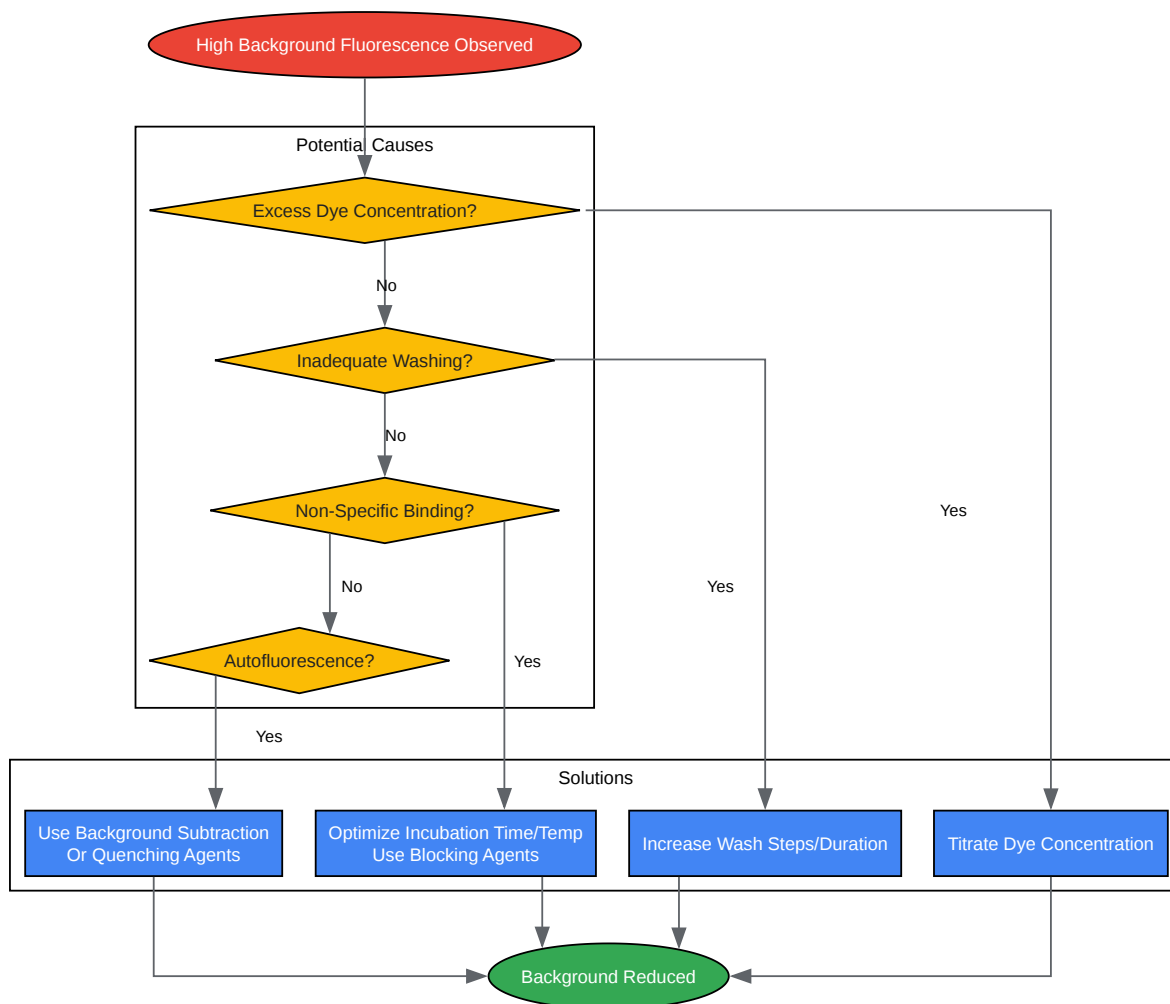 High Background Fluorescence Observed
Potential Causes
Excess Dye Concentration?
No
Inadequate Washing?
No
Non-Specific Binding?
Yes
No
Yes
Autofluorescence?
Yes
Yes
Solutions
Use Background Subtraction
Or Quenching Agents
Optimize Incubation Time/Temp
Use Blocking Agents
Increase Wash Steps/Duration
Titrate Dye Concentration
Background Reduced